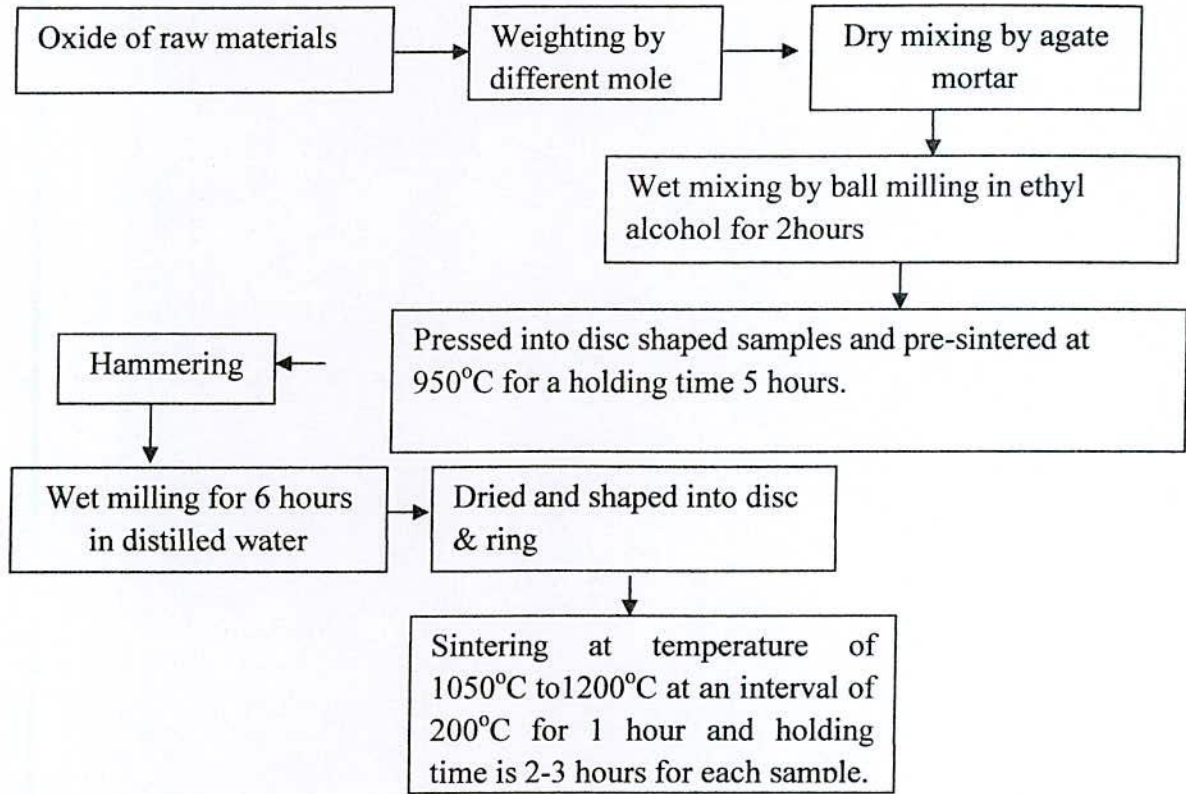 Oxide of raw materials
Weighting by
different mole
Dry mixing by agate
mortar
Wet mixing by ball milling in ethyl
alcohol for 2hours
Pressed into disc shaped samples and pre-sintered at
950°C for a holding time 5 hours.
Hammering
Wet milling for 6 hours
in distilled water
Dried and shaped into disc
& ring
Sintering at temperature of
1050°C to1200°C at an interval of
200°C for 1 hour and holding
time is 2-3 hours for each sample.